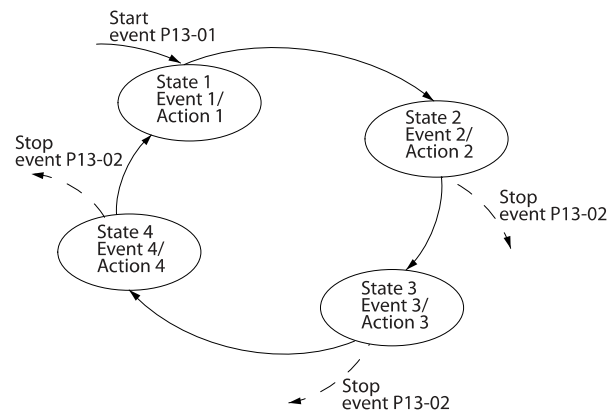 Start
event P13-01
State 1
Event 1/
Action 1
State 2
Event 2/
Action 2
Stop
event P13-02
Stop
event P13-02
State 4
Event 4/
Action 4
State 3
Event 3/
Action 3
Stop
event P13-02